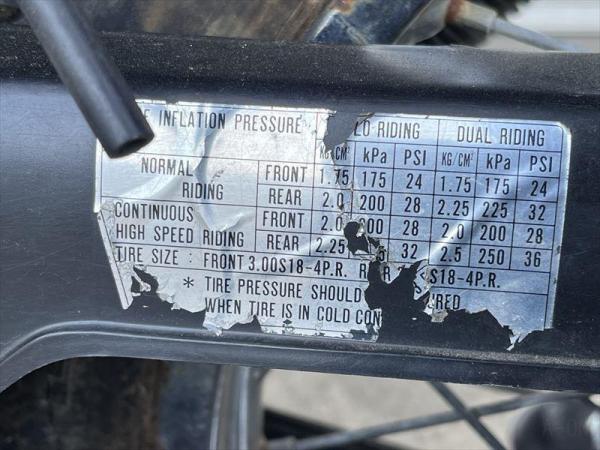 INFLATION PRESSURE LO RIDING DUAL RIDING
KG/CM² kPa PSI KG/CM² kPa PSI
NORMAL RIDING FRONT 1.75 175 24 1.75 175 24
REAR 2.0 200 28 2.25 225 32
CONTINUOUS HIGH SPEED RIDING FRONT 2.0 00 28 2.0 200 28
REAR 2.25 5 32 2.5 250 36
TIRE SIZE : FRONT 3.00S18-4P.R. S18-4P.R.
* TIRE PRESSURE SHOULD
WHEN TIRE IS IN COLD CON RED